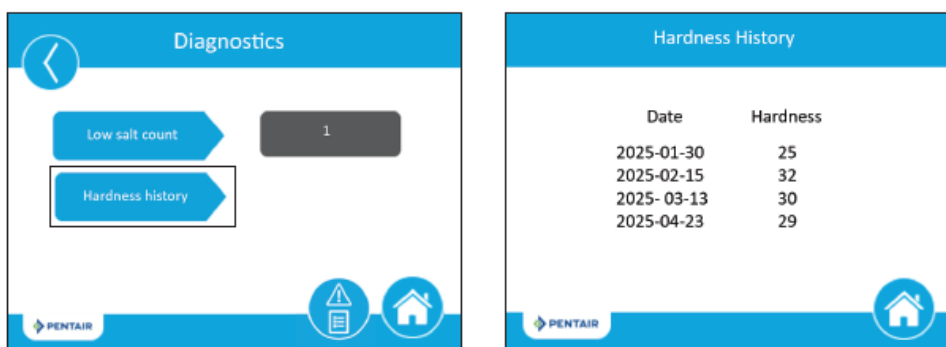 Diagnostics
Low salt count
1
Hardness history
PENTAIR
Hardness History
Date Hardness
2025-01-30 25
2025-02-15 32
2025- 03-13 30
2025-04-23 29
PENTAIR